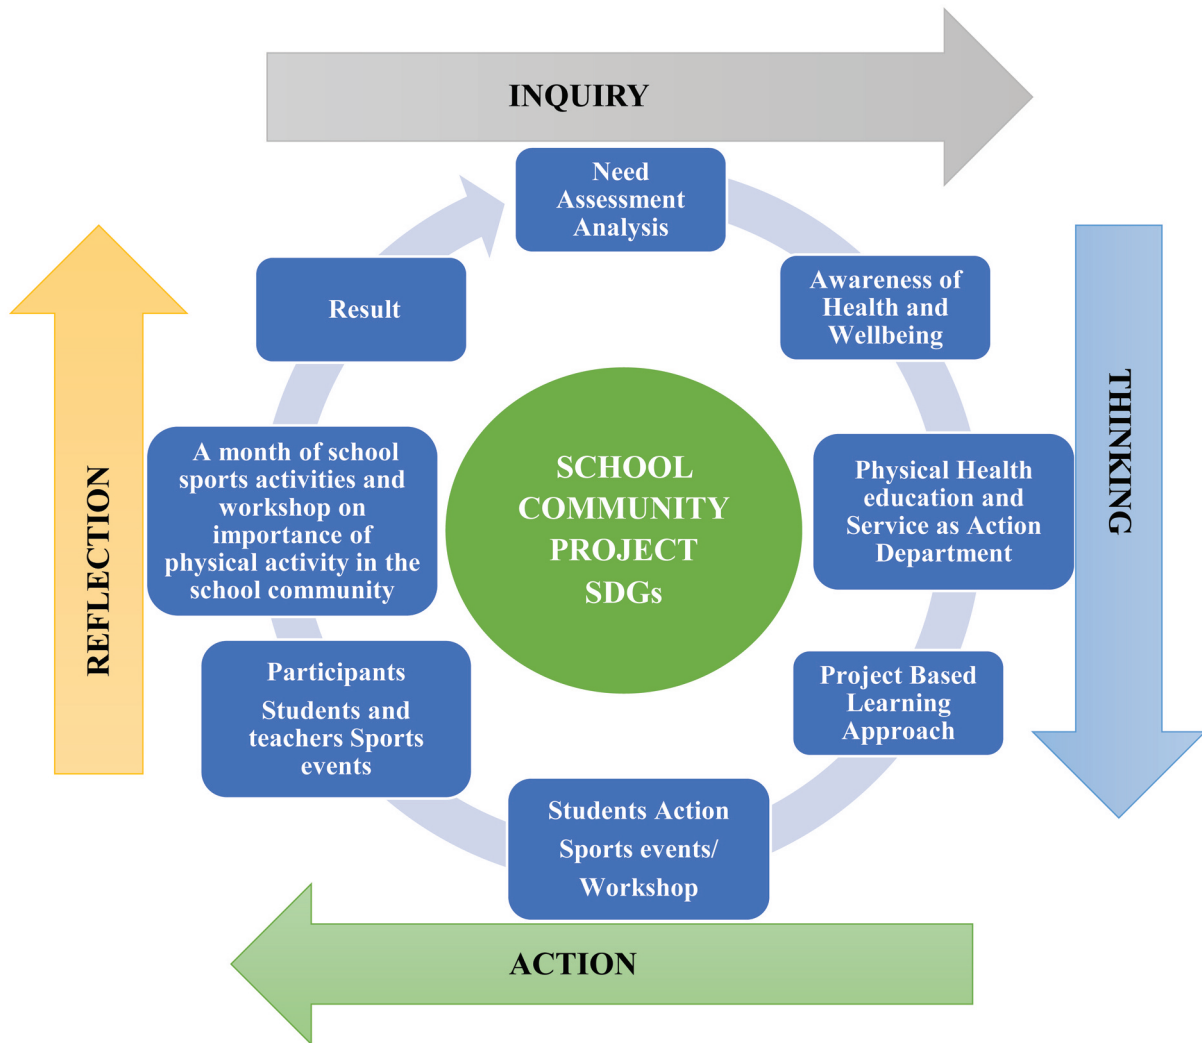 INQUIRY
Need
Assessment
Analysis
Awareness of
Health and
Wellbeing
THINKING
Physical Health
education and
Service as Action
Department
Project Based
Learning
Approach
Students Action
Sports events/
Workshop
ACTION
Participants
Students and
teachers Sports
events
A month of school
sports activities and
workshop on
importance of
physical activity in the
school community
REFLECTION
Result
SCHOOL
COMMUNITY
PROJECT
SDGs